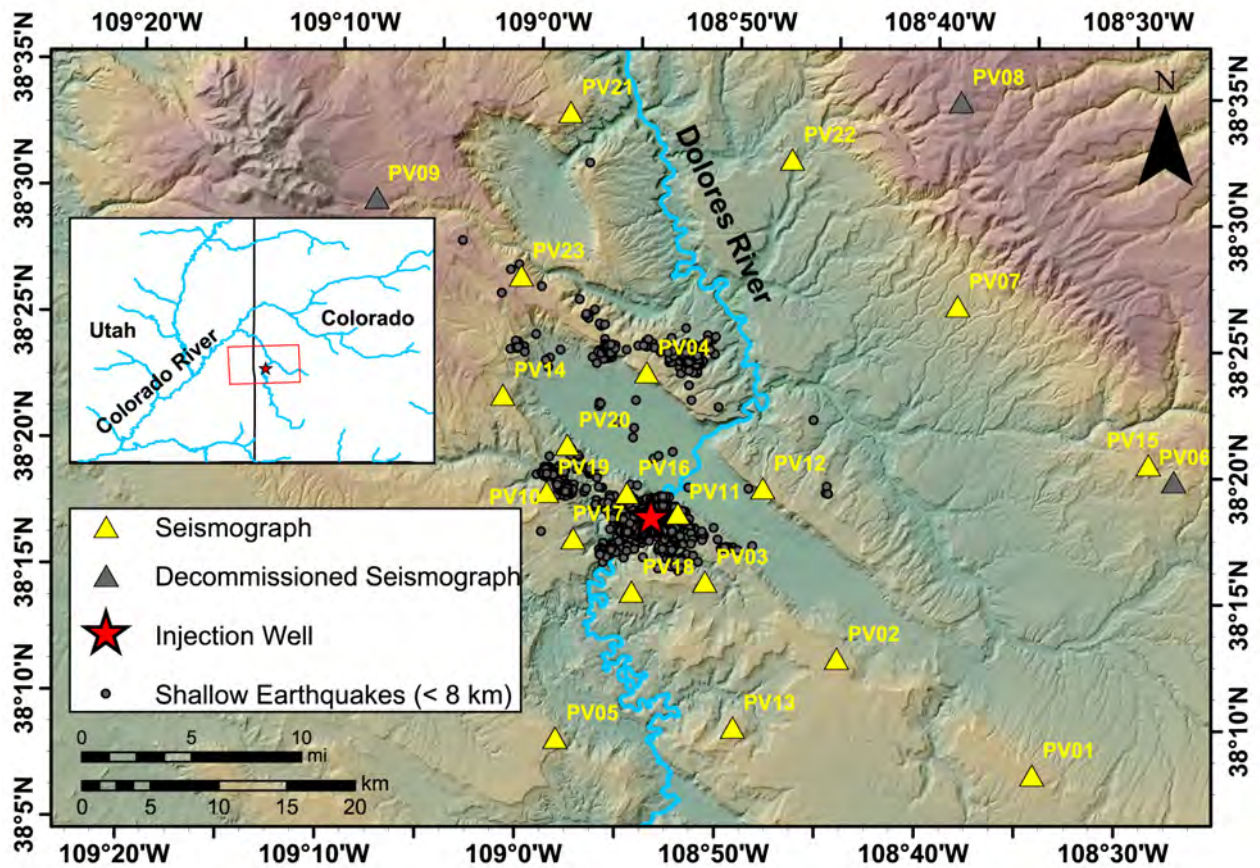 109°20'W 109°10'W 109°0'W 108°50'W 108°40'W 108°30'W
38°35'N
38°30'N
38°25'N
38°20'N
38°15'N
38°10'N
38°5'N
PV21
PV08
N
PV22
Dolores River
PV09
38°30'N
PV23
PV07
Utah
Colorado
Colorado River
38°25'N
PV04
PV14
PV20
PV15
PV06
PV19
PV16
PV12
38°20'N
PV10
PV17
PV11
PV03
PV18
38°15'N
Seismograph
Decommissioned Seismograph
Injection Well
Shallow Earthquakes (< 8 km)
PV02
PV05
PV13
38°10'N
PV01
0 10
mi
km
0 5 10 15 20
109°20'W 109°10'W 109°0'W 108°50'W 108°40'W 108°30'W